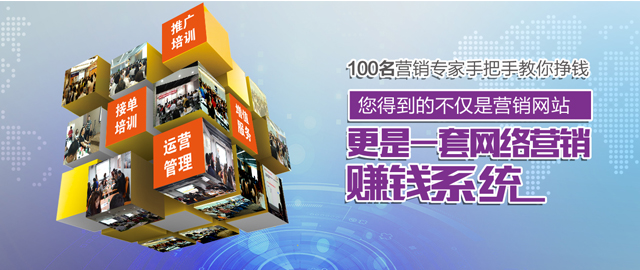 推广
培训
接单
培训
增值
服务
运营
管理
100名营销专家手把手教你挣钱
您得到的不仅是营销网站
更是一套网络营销
赚钱系统